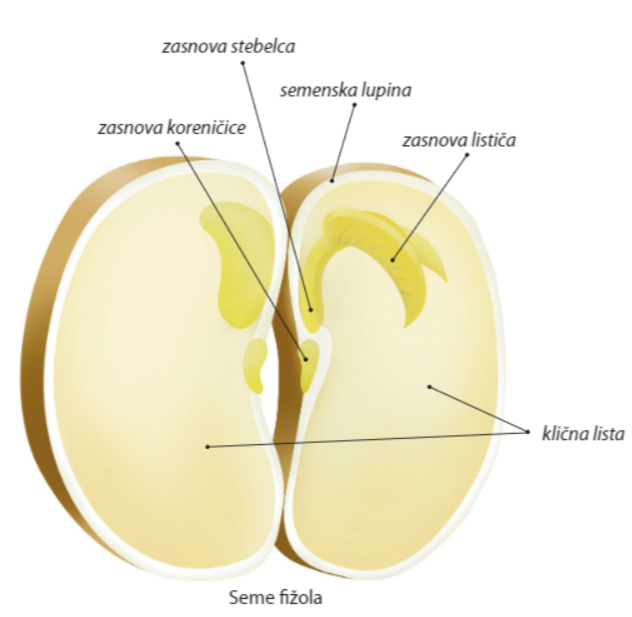 zasnova stebelca
semenska lupina
zasnova koreničice
zasnova lističa
klična lista
Seme fižola